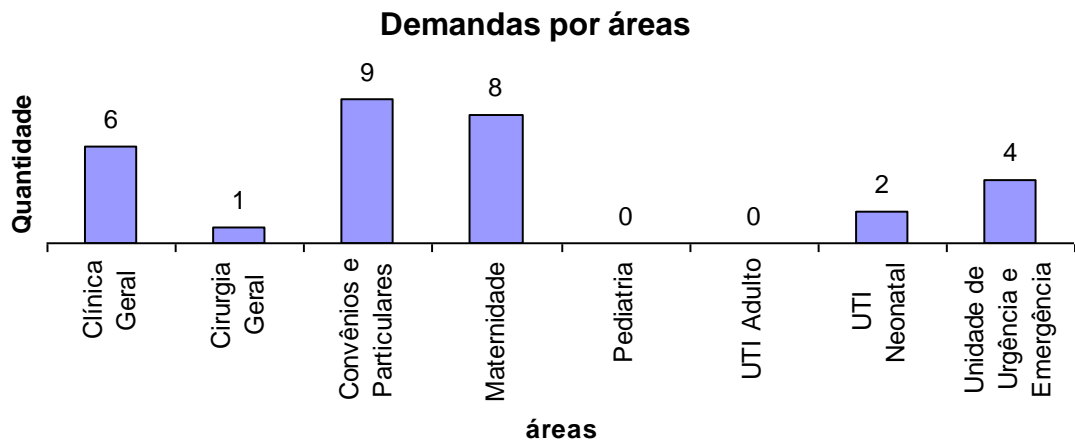 Demandas por áreas
Quantidade
6
1
9
8
0
0
2
4
Clínica
Geral
Cirurgia
Geral
Convênios e
Particulares
Maternidade
Pediatria
UTI Adulto
UTI
Neonatal
Unidade de
Urgência e
Emergência
áreas